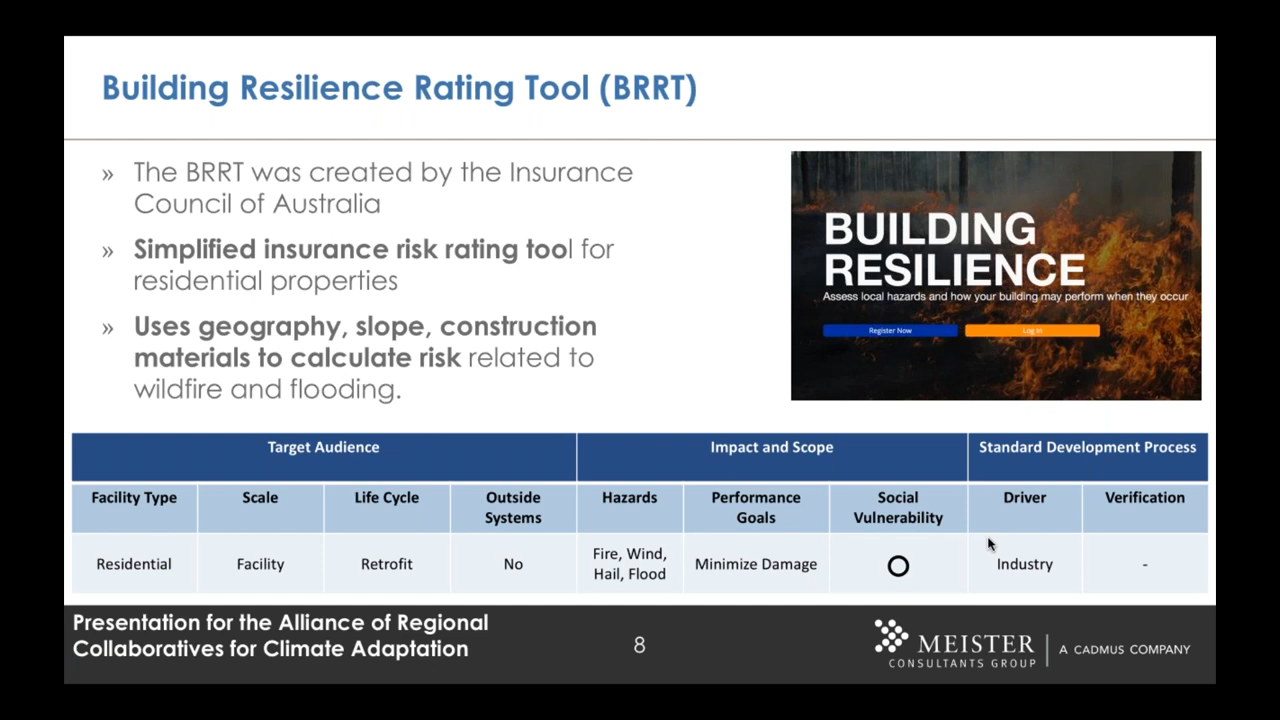 Building Resilience Rating Tool (BRRT)
» The BRRT was created by the Insurance
Council of Australia
» Simplified insurance risk rating tool for
residential properties
» Uses geography, slope, construction
materials to calculate risk related to
wildfire and flooding.
BUILDING
RESILIENCE
Assess local hazards and how your building may perform when they occur
Register Now Log In
Target Audience Impact and Scope Standard Development Process
Facility Type Scale Life Cycle Outside Systems Hazards Performance Goals Social Vulnerability Driver Verification
Residential Facility Retrofit No Fire, Wind, Hail, Flood Minimize Damage O Industry -
Presentation for the Alliance of Regional
Collaboratives for Climate Adaptation
8
MEISTER
CONSULTANTS GROUP
A CADMUS COMPANY